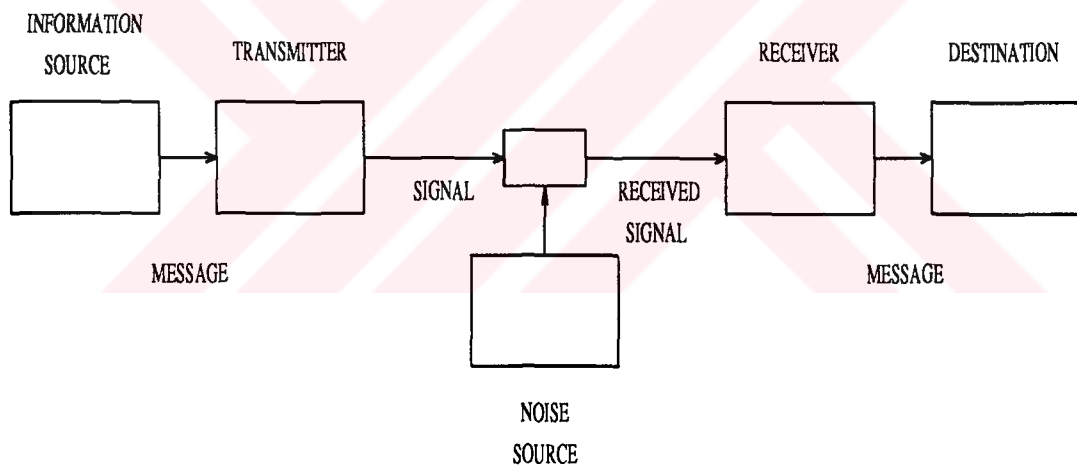 INFORMATION
SOURCE
TRANSMITTER
RECEIVER
DESTINATION
SIGNAL
RECEIVED
SIGNAL
MESSAGE
MESSAGE
NOISE
SOURCE